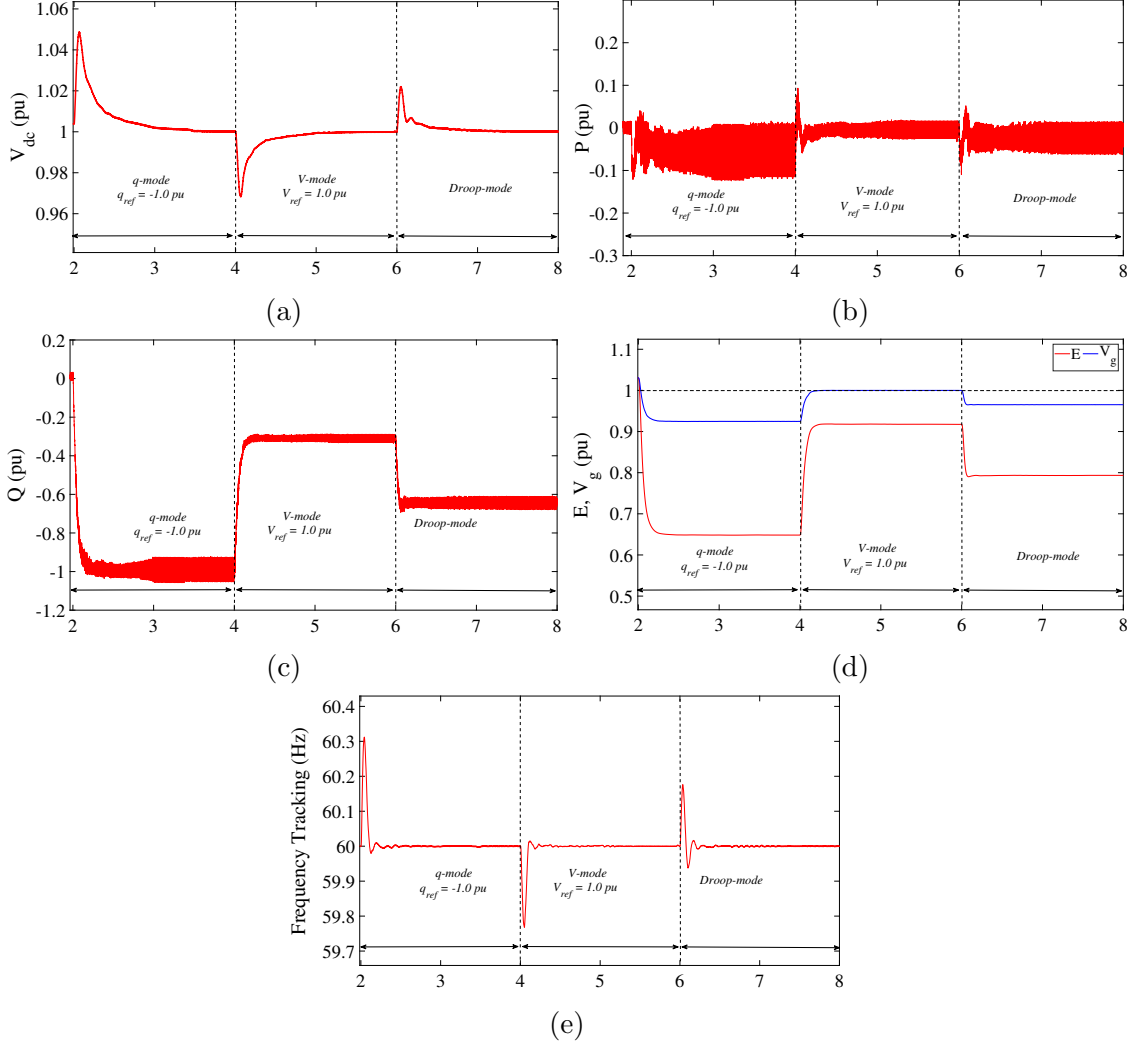 1.06
1.04
1.02
1
0.98
0.96
V_dc (pu)
q-mode
q_ref = -1.0 pu
V-mode
V_ref = 1.0 pu
Droop-mode
2 3 4 5 6 7 8
(a)
0.3
0.2
0.1
0
-0.1
-0.2
-0.3
P (pu)
q-mode
q_ref = -1.0 pu
V-mode
V_ref = 1.0 pu
Droop-mode
2 3 4 5 6 7 8
(b)
0.2
0
-0.2
-0.4
-0.6
-0.8
-1
-1.2
Q (pu)
q-mode
q_ref = -1.0 pu
V-mode
V_ref = 1.0 pu
Droop-mode
2 3 4 5 6 7 8
(c)
1.1
1
0.9
0.8
0.7
0.6
0.5
E, V_g (pu)
E V_g
q-mode
q_ref = -1.0 pu
V-mode
V_ref = 1.0 pu
Droop-mode
2 3 4 5 6 7 8
(d)
60.4
60.3
60.2
60.1
60
59.9
59.8
59.7
Frequency Tracking (Hz)
q-mode
q_ref = -1.0 pu
V-mode
V_ref = 1.0 pu
Droop-mode
2 3 4 5 6 7 8
(e)